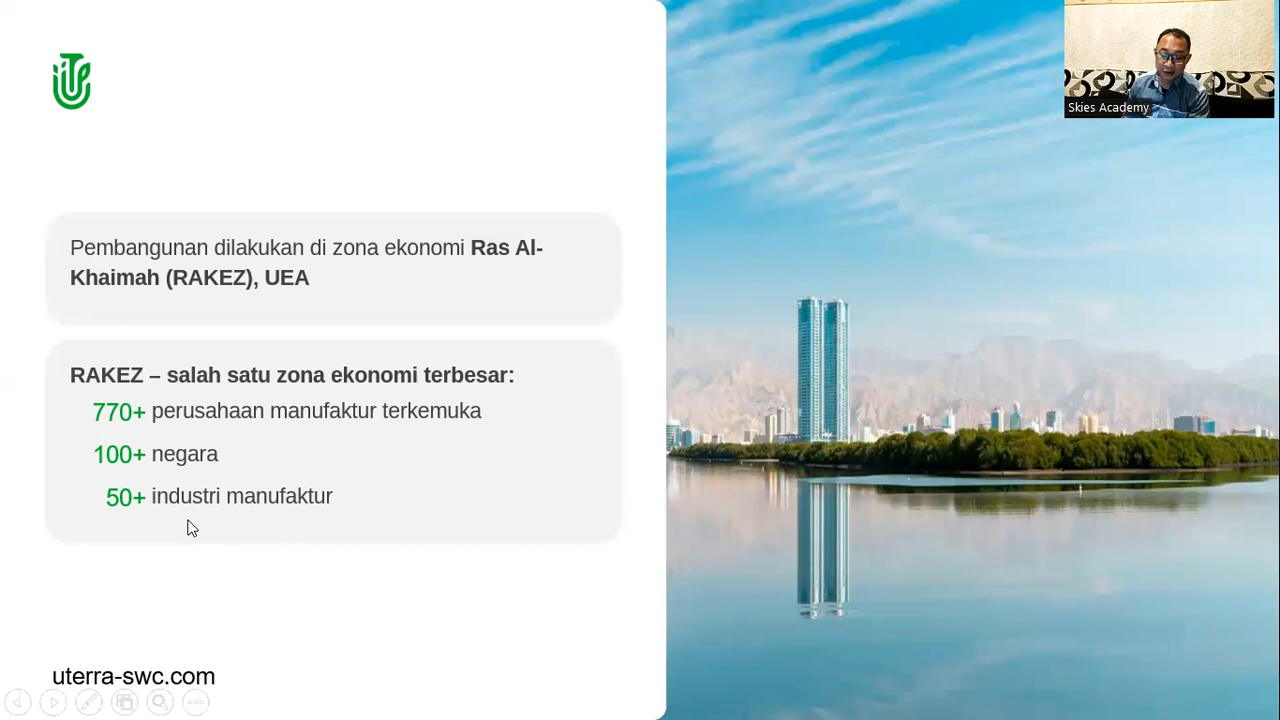 Skies Academy
Pembangunan dilakukan di zona ekonomi Ras Al-
Khaimah (RAKEZ), UEA
RAKEZ – salah satu zona ekonomi terbesar:
770+ perusahaan manufaktur terkemuka
100+ negara
50+ industri manufaktur
uterra-swc.com